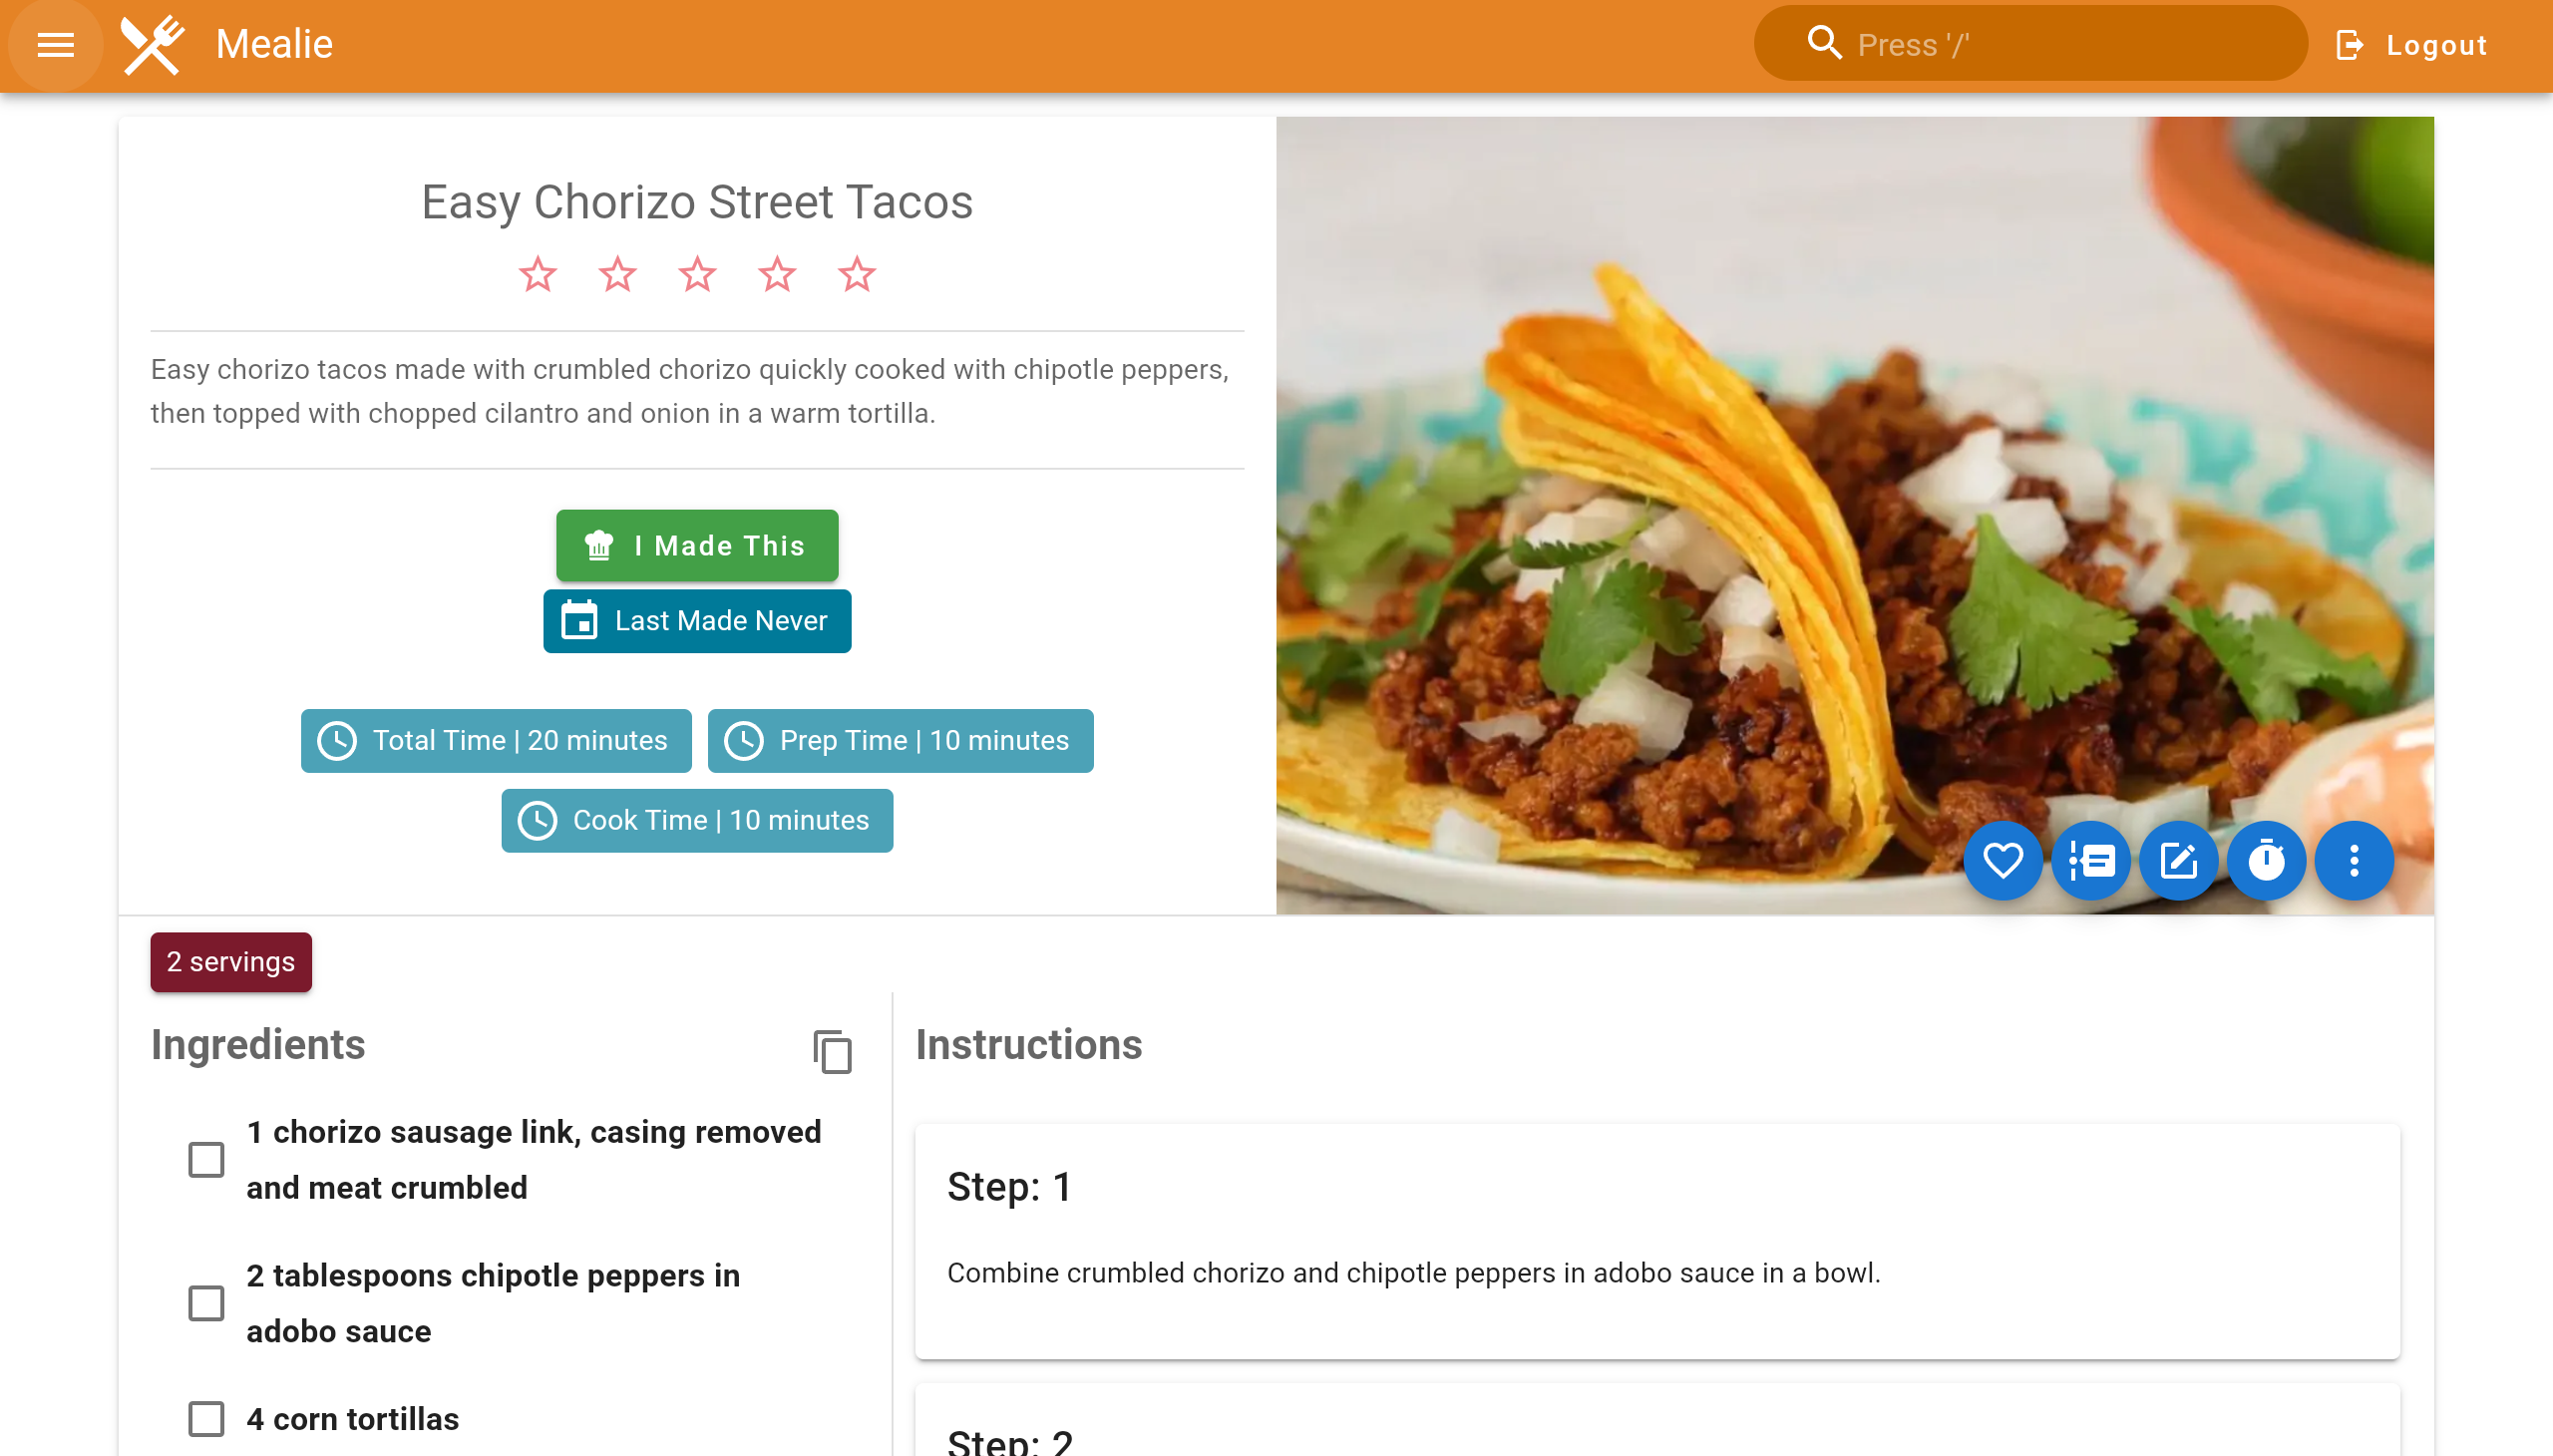 Mealie
Press '/'
Logout
Easy Chorizo Street Tacos
Easy chorizo tacos made with crumbled chorizo quickly cooked with chipotle peppers,
then topped with chopped cilantro and onion in a warm tortilla.
I Made This
Last Made Never
Total Time | 20 minutes
Prep Time | 10 minutes
Cook Time | 10 minutes
2 servings
Ingredients
1 chorizo sausage link, casing removed
and meat crumbled
2 tablespoons chipotle peppers in
adobo sauce
4 corn tortillas
Instructions
Step: 1
Combine crumbled chorizo and chipotle peppers in adobo sauce in a bowl.
Step: 2